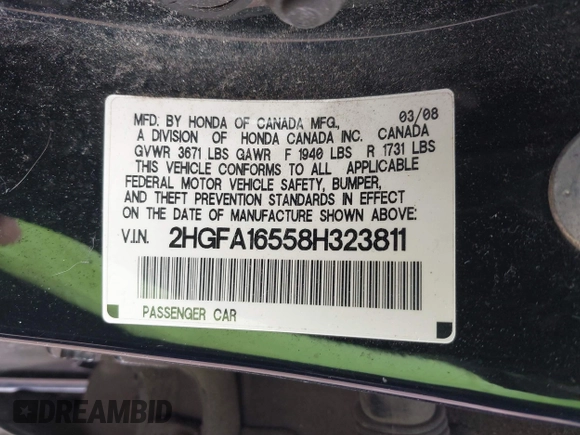 MFD. BY HONDA OF CANADA MFG., 03/08
A DIVISION OF HONDA CANADA INC. CANADA
GVWR 3671 LBS GAWR F 1940 LBS R 1731 LBS
THIS VEHICLE CONFORMS TO ALL APPLICABLE
FEDERAL MOTOR VEHICLE SAFETY, BUMPER,
AND THEFT PREVENTION STANDARDS IN EFFECT
ON THE DATE OF MANUFACTURE SHOWN ABOVE:
V.I.N. 2HGFA16558H323811
PASSENGER CAR
DREAMBID